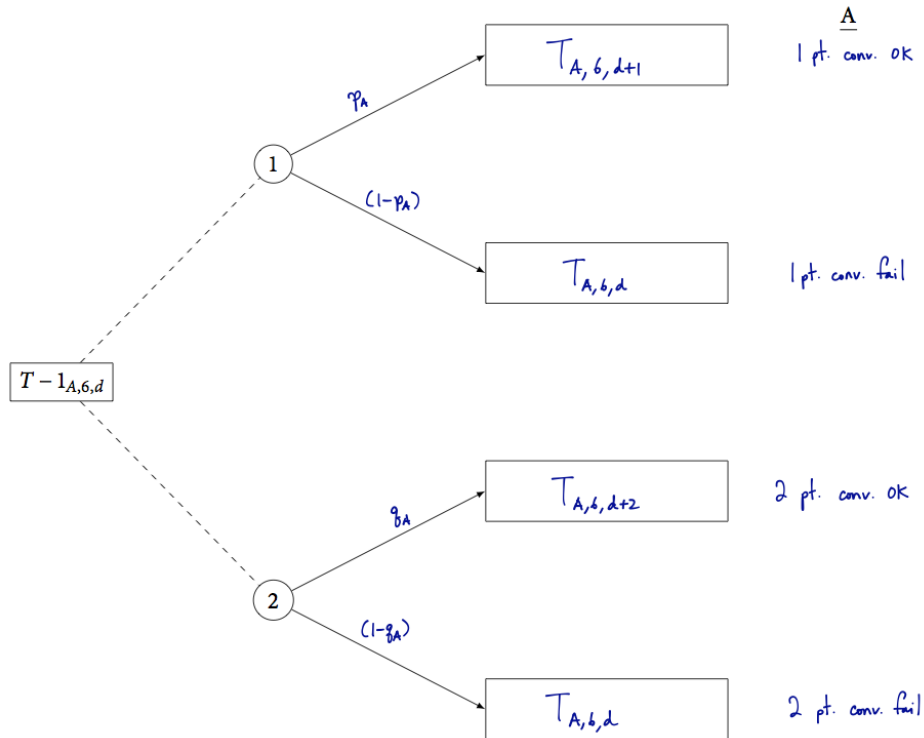 A
T_{A,6,d+1}
1 pt. conv. OK
p_A
1
(1-p_A)
T_{A,6,d}
1 pt. conv. fail
T-1_{A,6,d}
T_{A,6,d+2}
2 pt. conv. OK
q_A
2
(1-q_A)
T_{A,6,d}
2 pt. conv. fail